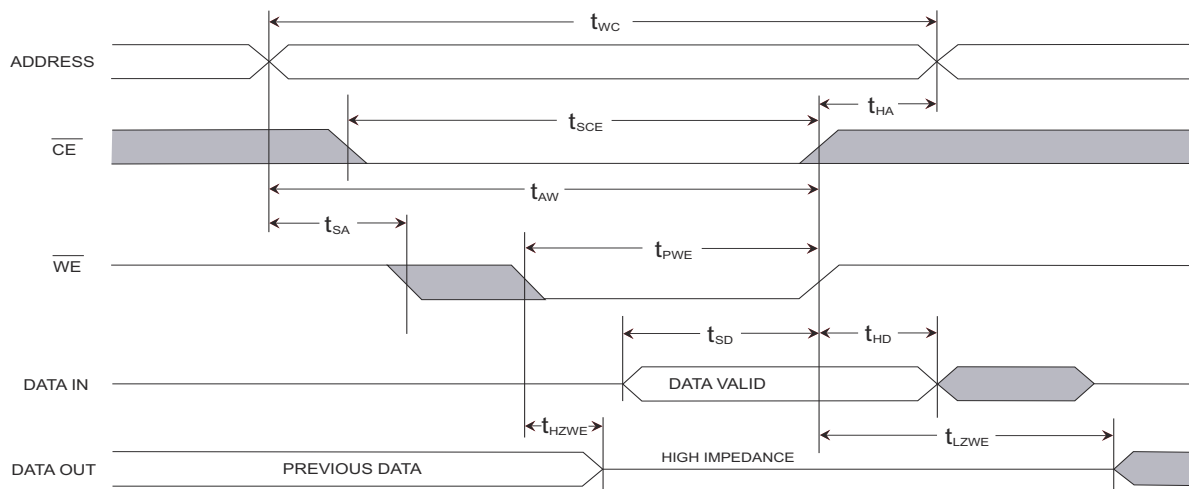 tWC
ADDRESS
tHA
CE
tSCE
tAW
tSA
WE
tPWE
tSD
tHD
DATA IN
DATA VALID
tHZWE
tLZWE
DATA OUT
PREVIOUS DATA
HIGH IMPEDANCE